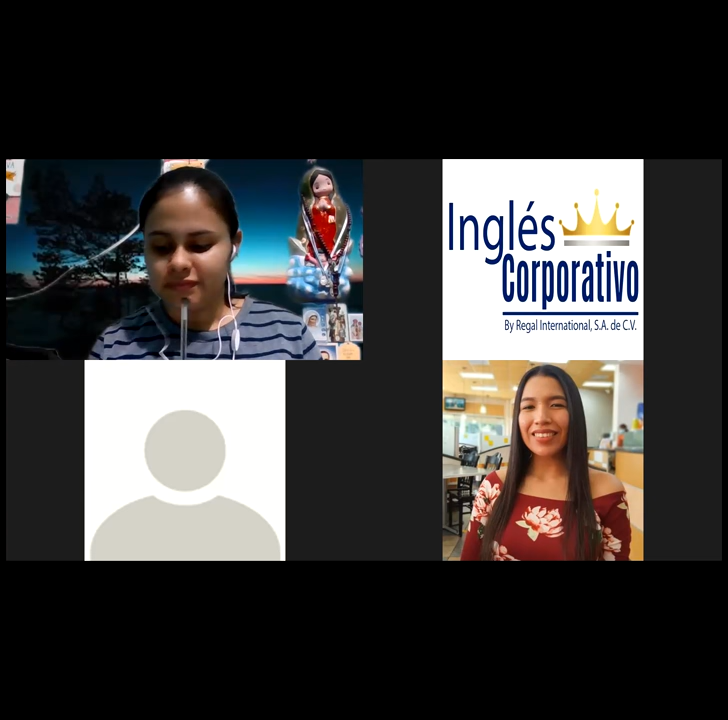 Inglés
Corporativo
By Regal International, S.A. de C.V.